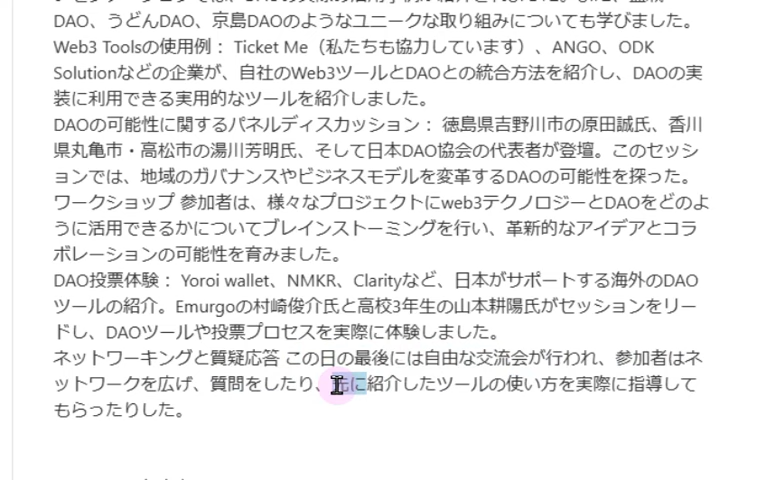 DAO、うどんDAO、京島DAOのようなユニークな取り組みについても学びました。
Web3 Toolsの使用例： Ticket Me（私たちも協力しています）、ANGO、ODK
Solutionなどの企業が、自社のWeb3ツールとDAOとの統合方法を紹介し、DAOの実
装に利用できる実用的なツールを紹介しました。
DAOの可能性に関するパネルディスカッション： 徳島県吉野川市の原田誠氏、香川
県丸亀市・高松市の湯川芳明氏、そして日本DAO協会の代表者が登壇。このセッシ
ョンでは、地域のガバナンスやビジネスモデルを変革するDAOの可能性を探った。
ワークショップ 参加者は、様々なプロジェクトにweb3テクノロジーとDAOをどのよ
うに活用できるかについてブレインストーミングを行い、革新的なアイデアとコラ
ボレーションの可能性を育みました。
DAO投票体験： Yoroi wallet、NMKR、Clarityなど、日本がサポートする海外のDAO
ツールの紹介。Emurgoの村崎俊介氏と高校3年生の山本耕陽氏がセッションをリー
ドし、DAOツールや投票プロセスを実際に体験しました。
ネットワーキングと質疑応答 この日の最後には自由な交流会が行われ、参加者はネ
ットワークを広げ、質問をしたり、先に紹介したツールの使い方を実際に指導して
もらったりした。